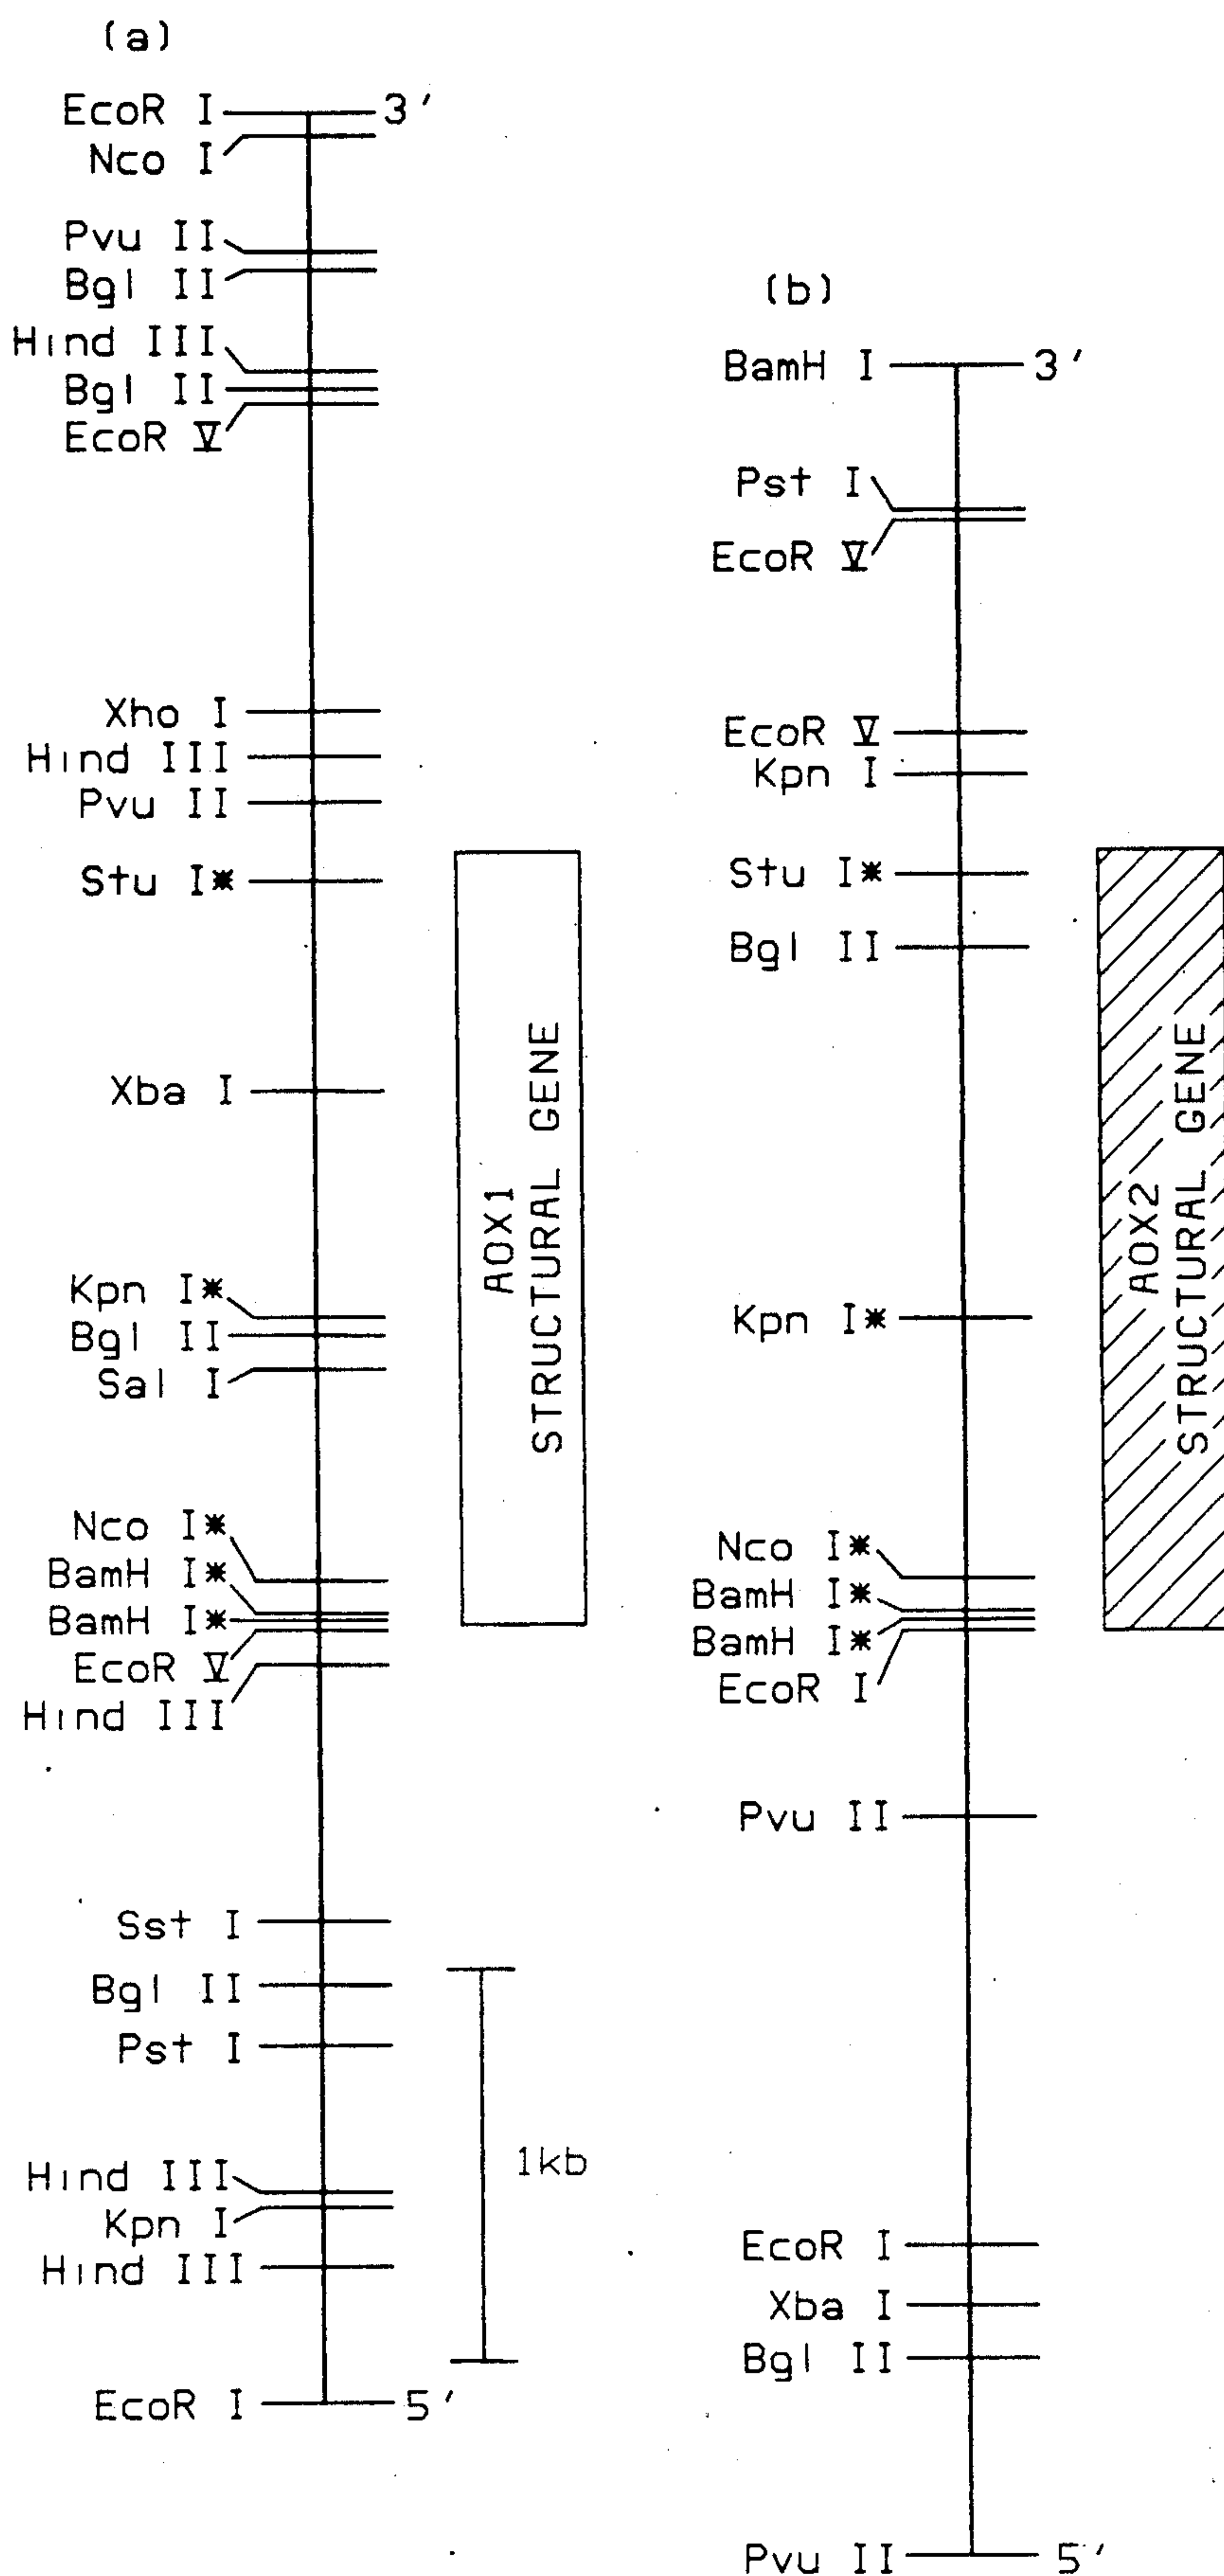 (a)
EcoR I
3'
Nco I
Pvu II
Bgl II
Hind III
Bgl II
EcoR V
Xho I
Hind III
Pvu II
Stu I*
Xba I
Kpn I*
Bgl II
Sal I
Nco I*
BamH I*
BamH I*
EcoR V
Hind III
Sst I
Bgl II
Pst I
Hind III
Kpn I
Hind III
EcoR I
5'
AOX1
STRUCTURAL GENE
1kb
(b)
BamH I
3'
Pst I
EcoR V
EcoR V
Kpn I
Stu I*
Bgl II
Kpn I*
Nco I*
BamH I*
BamH I*
EcoR I
Pvu II
EcoR I
Xba I
Bgl II
Pvu II
5'
AOX2
STRUCTURAL GENE